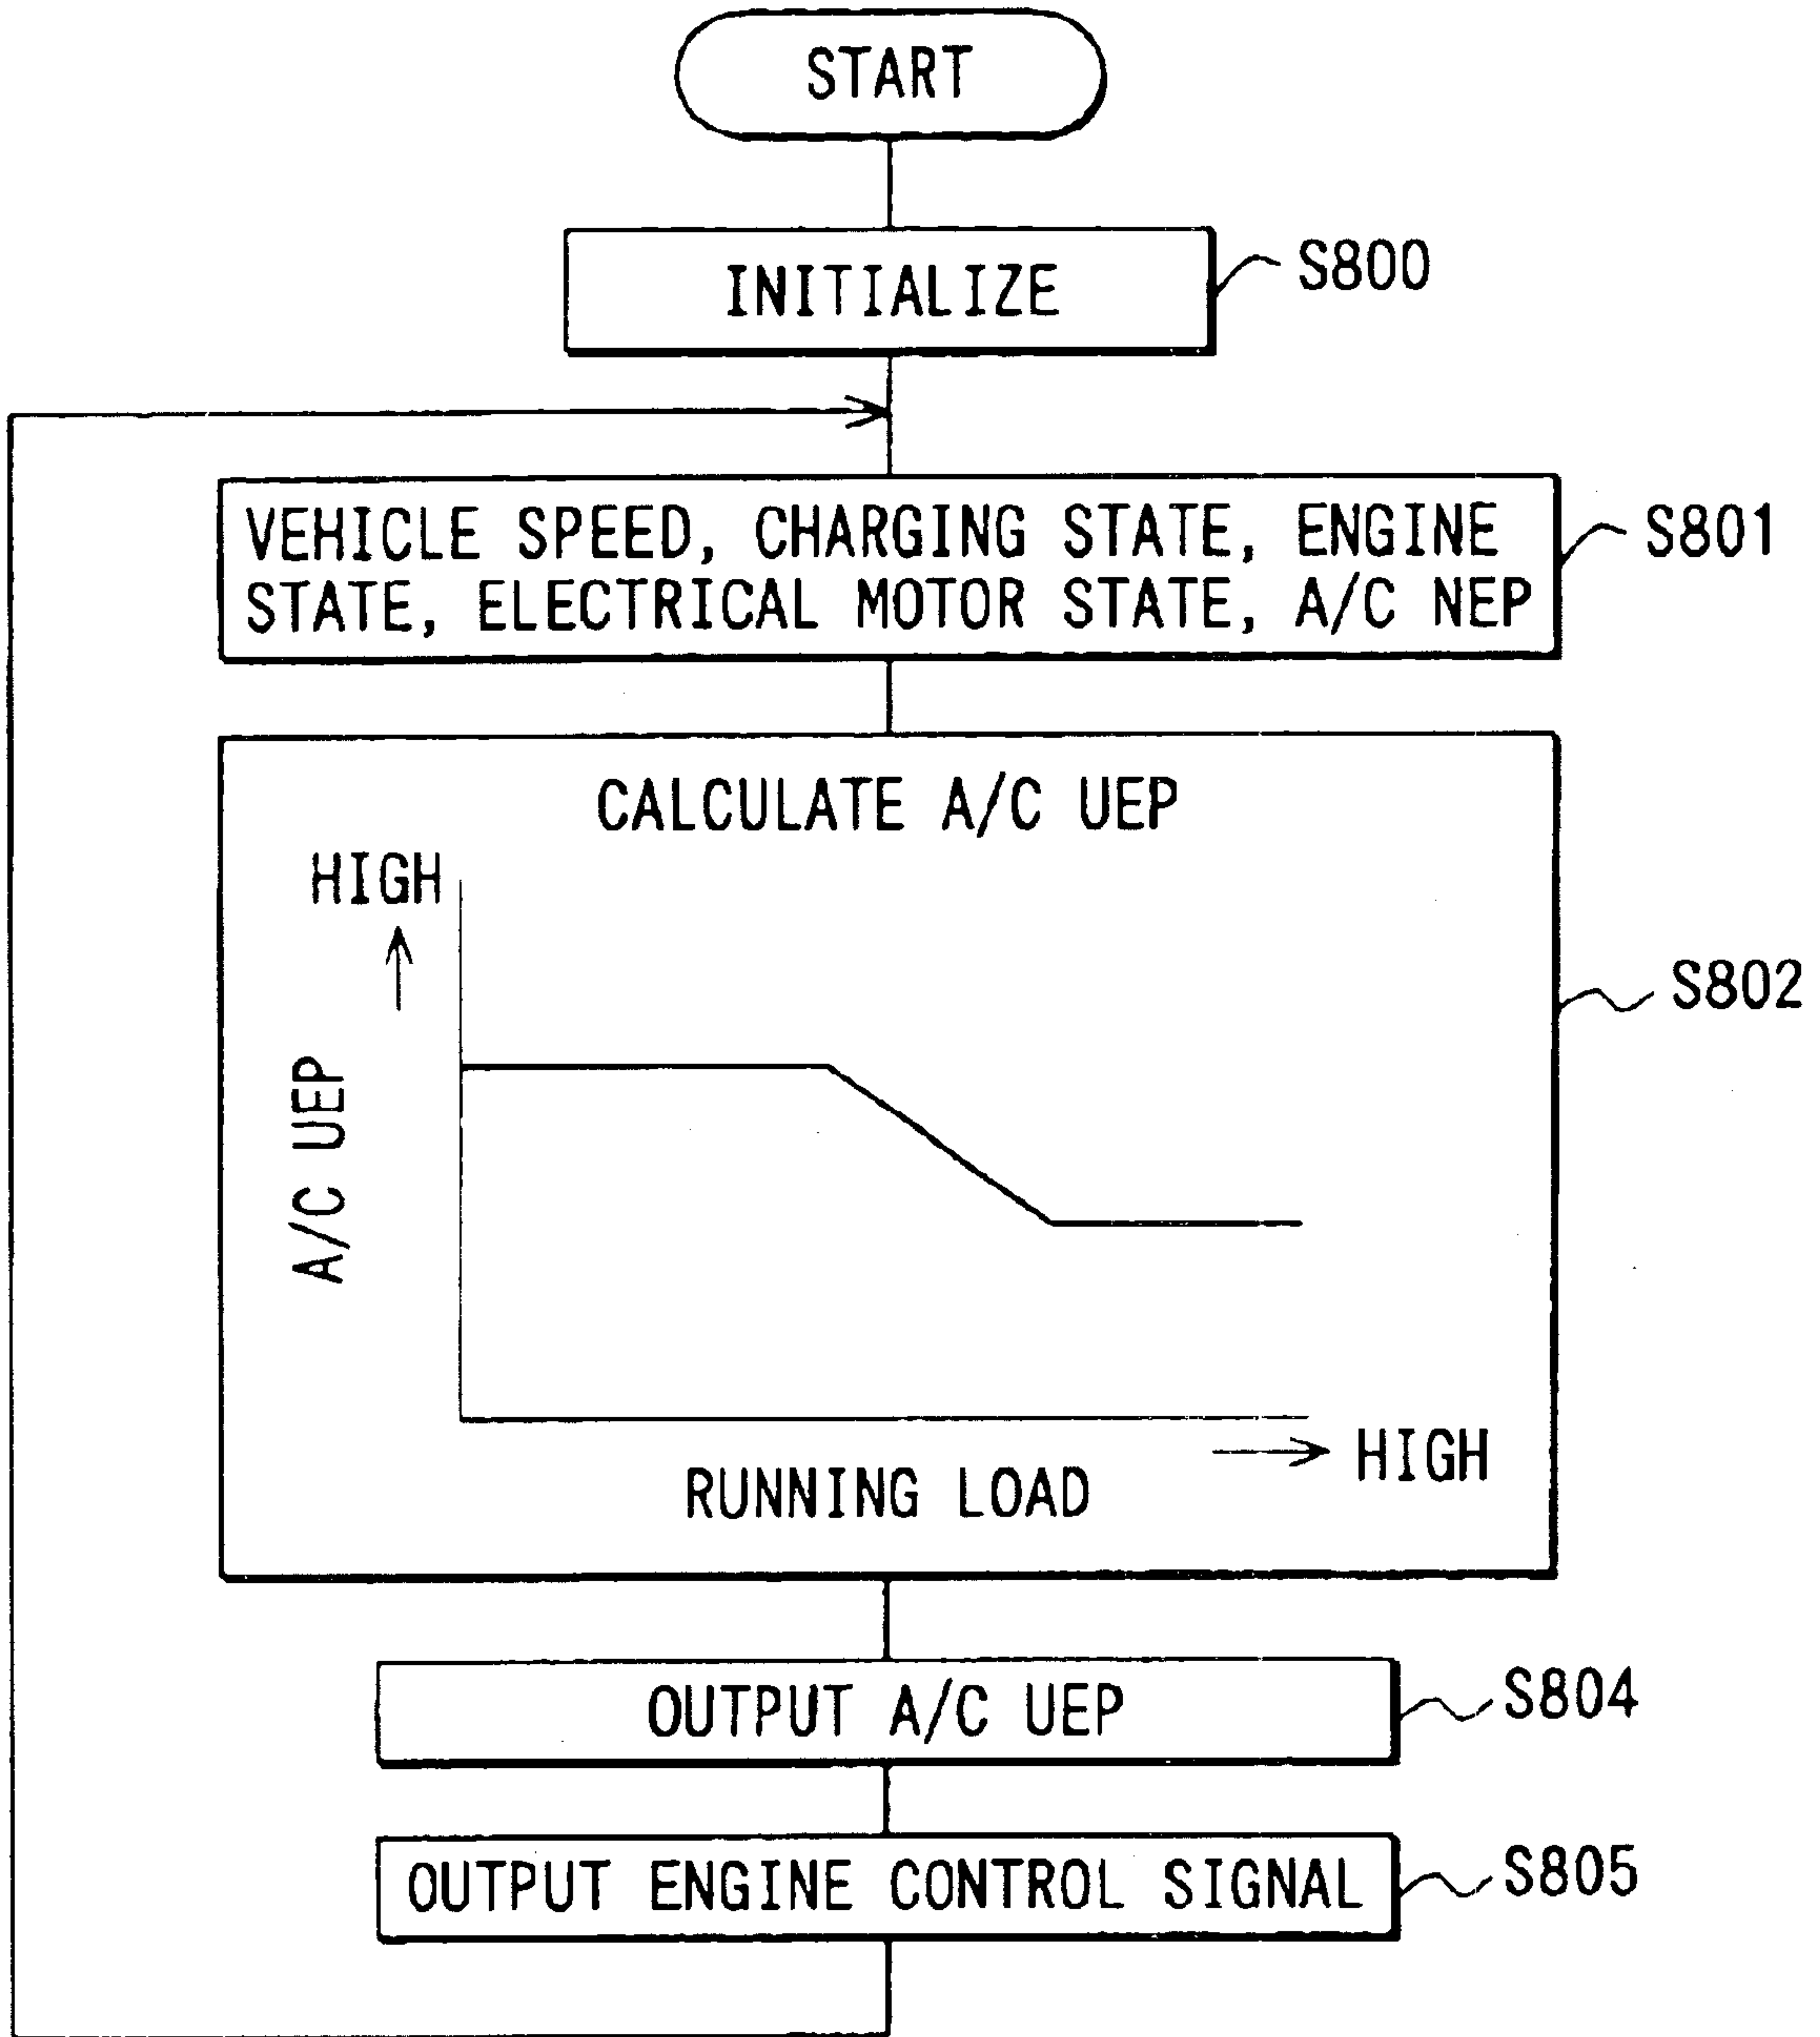 START
INITIALIZE
S800
VEHICLE SPEED, CHARGING STATE, ENGINE
STATE, ELECTRICAL MOTOR STATE, A/C NEP
S801
CALCULATE A/C UEP
HIGH
A/C UEP
S802
HIGH
RUNNING LOAD
OUTPUT A/C UEP
S804
OUTPUT ENGINE CONTROL SIGNAL
S805